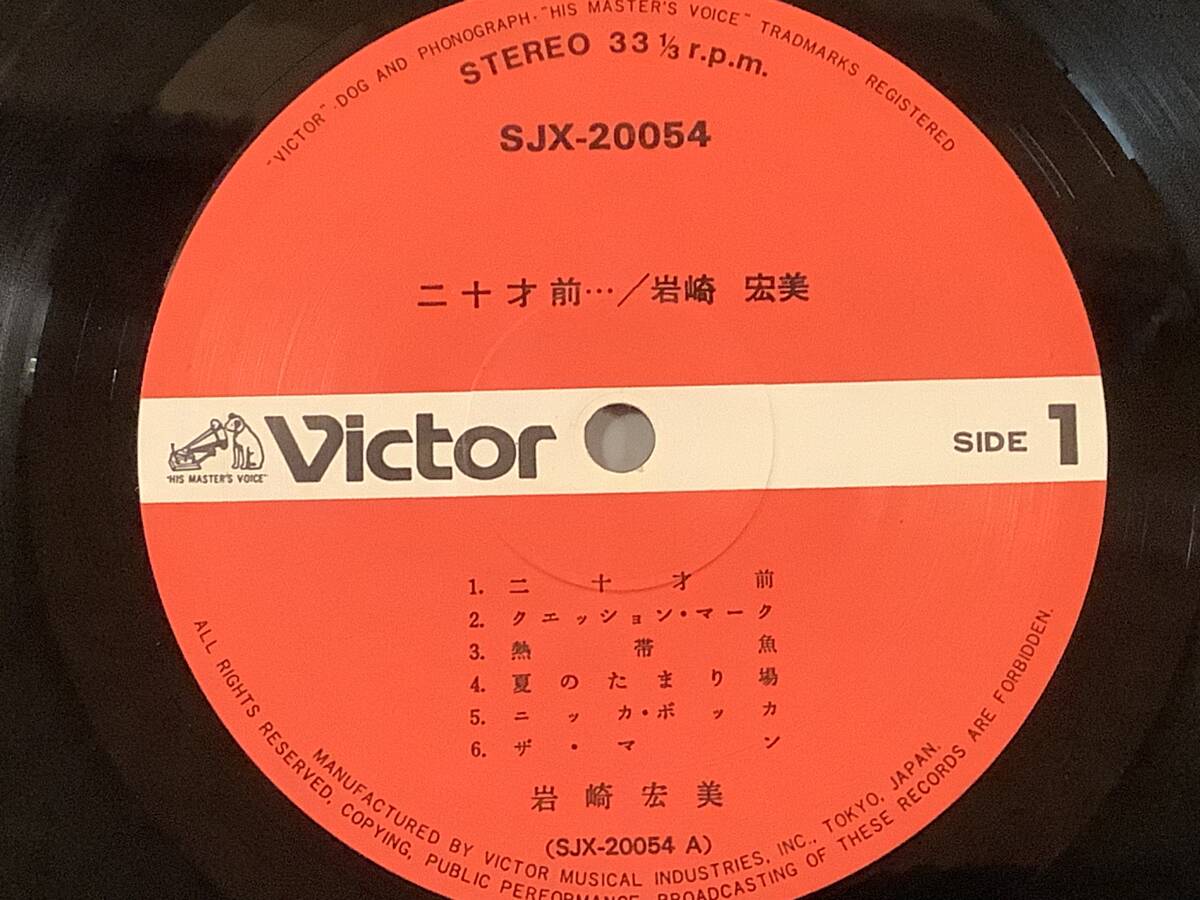 "VICTOR"·DOG AND PHONOGRAPH·"HIS MASTER'S VOICE" TRADMARKS REGISTERED
STEREO 33 ⅓ r.p.m.
SJX-20054
二十才前…／岩崎 宏美
"HIS MASTER'S VOICE"
Victor
SIDE 1
1. 二十才前
2. クエッション・マーク
3. 熱帯魚
4. 夏のたまり場
5. ニッカ・ボッカ
6. ザ・マン
岩崎宏美
(SJX-20054 A)
MANUFACTURED BY VICTOR MUSICAL INDUSTRIES, INC., TOKYO, JAPAN.
ALL RIGHTS RESERVED, COPYING, PUBLIC PERFORMANCE, BROADCASTING OF THESE RECORDS ARE FORBIDDEN.